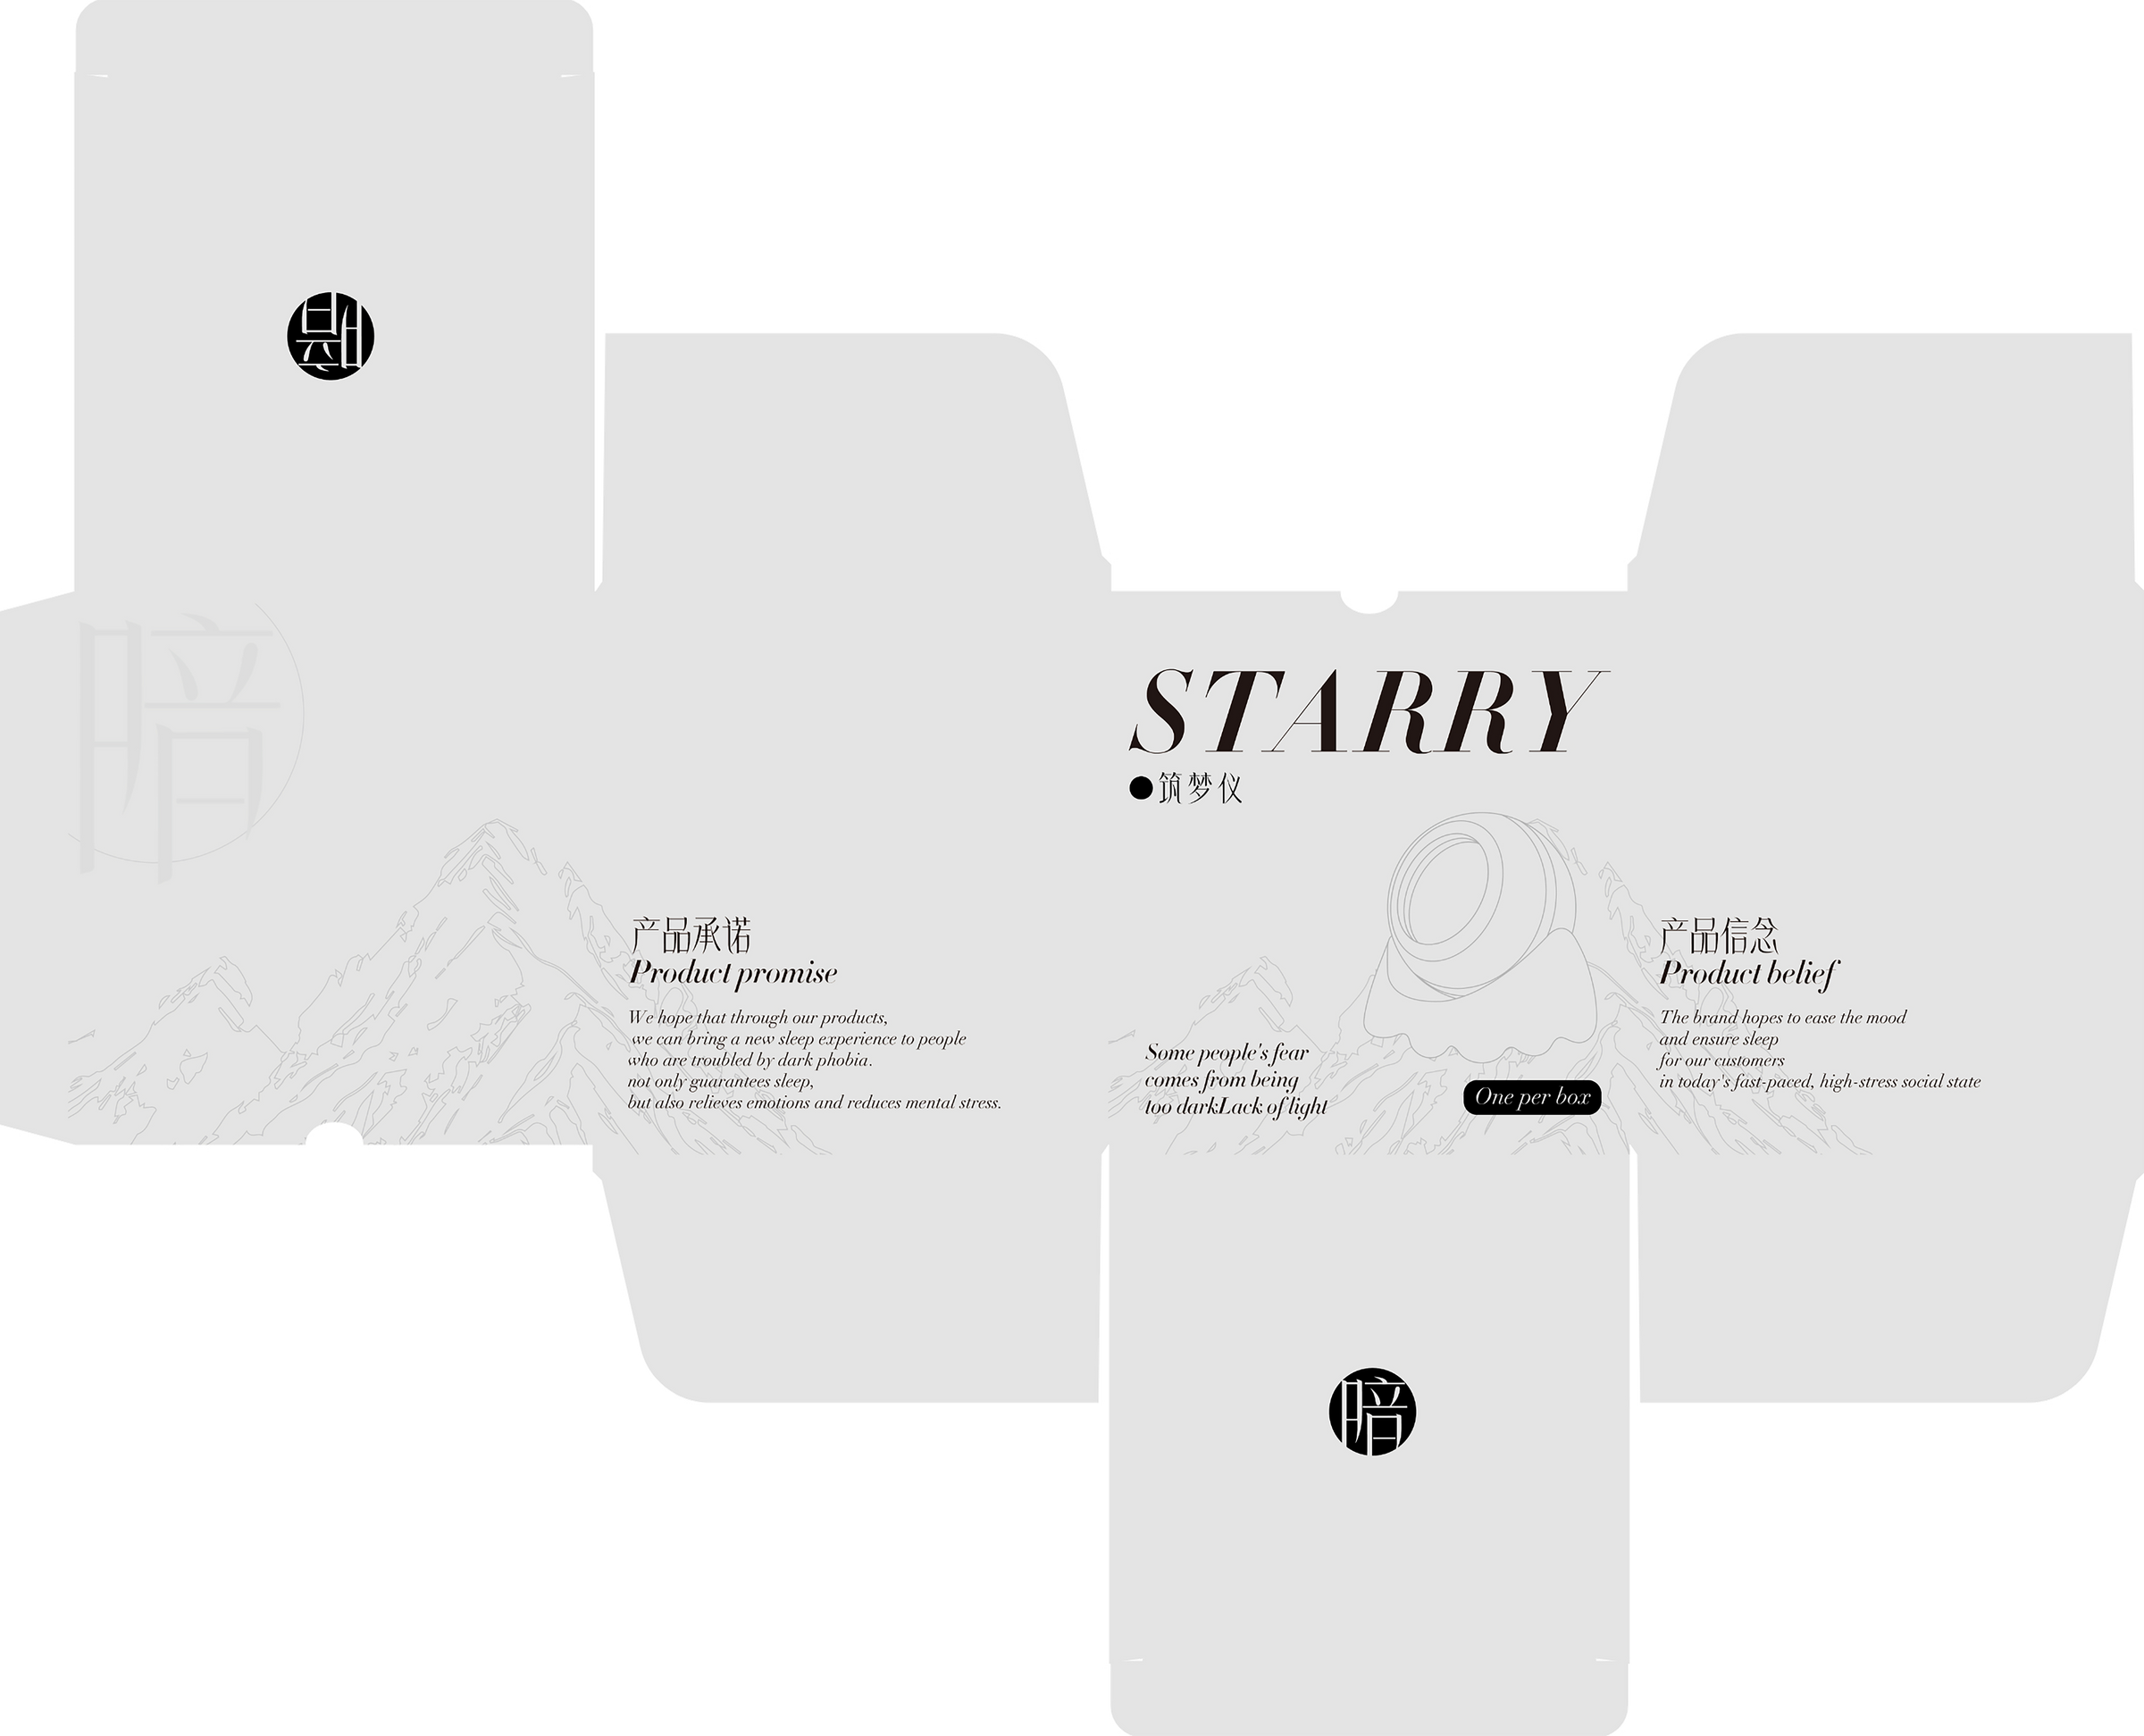 暗
暗
产品承诺
Product promise
We hope that through our products,
we can bring a new sleep experience to people
who are troubled by dark phobia.
not only guarantees sleep,
but also relieves emotions and reduces mental stress.
STARRY
●筑梦仪
Some people's fear
comes from being
too darkLack of light
One per box
产品信念
Product belief
The brand hopes to ease the mood
and ensure sleep
for our customers
in today's fast-paced, high-stress social state
暗